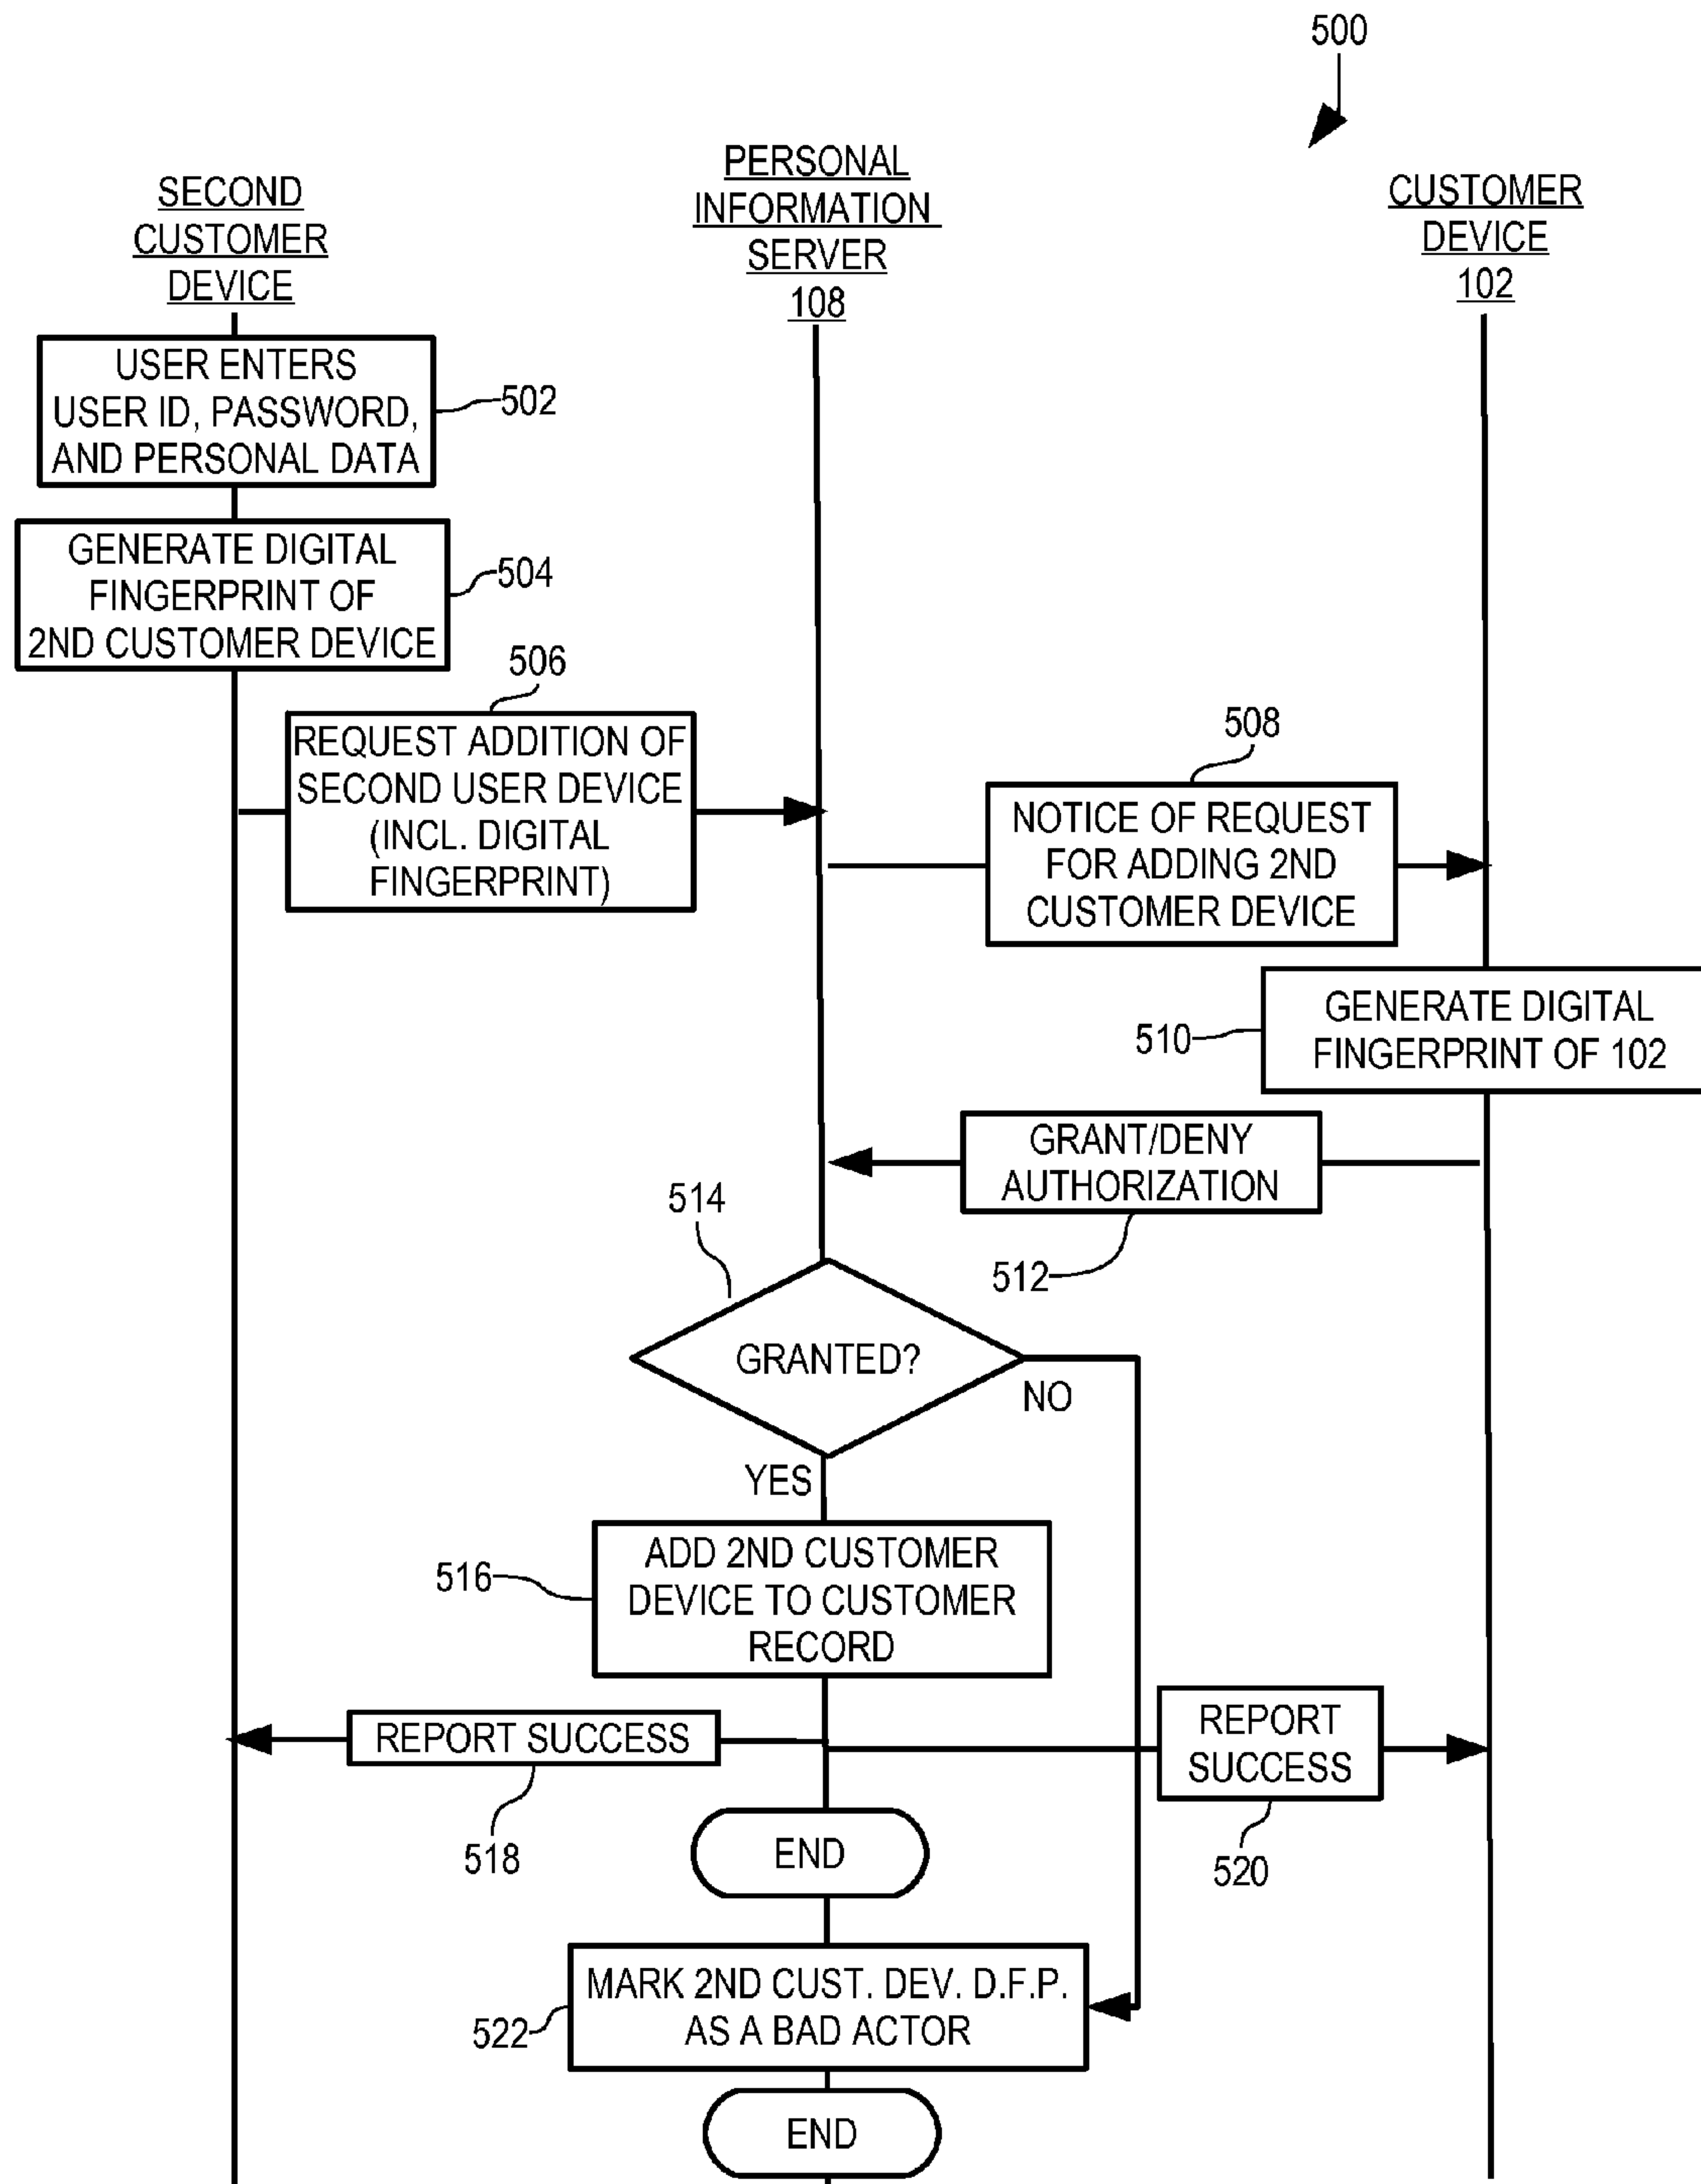 500
SECOND
CUSTOMER
DEVICE
PERSONAL
INFORMATION
SERVER
108
CUSTOMER
DEVICE
102
USER ENTERS
USER ID, PASSWORD,
AND PERSONAL DATA
502
GENERATE DIGITAL
FINGERPRINT OF
2ND CUSTOMER DEVICE
504
506
REQUEST ADDITION OF
SECOND USER DEVICE
(INCL. DIGITAL
FINGERPRINT)
508
NOTICE OF REQUEST
FOR ADDING 2ND
CUSTOMER DEVICE
510
GENERATE DIGITAL
FINGERPRINT OF 102
GRANT/DENY
AUTHORIZATION
512
514
GRANTED?
NO
YES
516
ADD 2ND CUSTOMER
DEVICE TO CUSTOMER
RECORD
REPORT SUCCESS
518
REPORT
SUCCESS
520
END
MARK 2ND CUST. DEV. D.F.P.
AS A BAD ACTOR
522
END